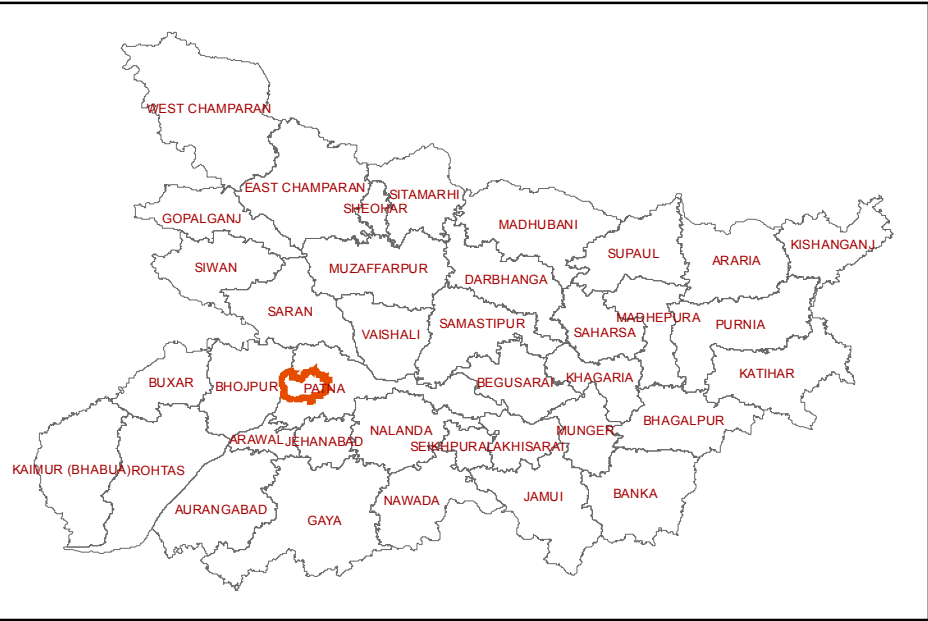 WEST CHAMPARAN
EAST CHAMPARAN
SITAMARHI
SHEOHAR
GOPALGANJ
MADHUBANI
KISHANGANJ
SUPAUL
ARARIA
SIWAN
MUZAFFARPUR
DARBHANGA
SARAN
MADHEPURA
SAMASTIPUR
PURNIA
VAISHALI
SAHARSA
KATIHAR
BUXAR
BHOJPUR
PATNA
BEGUSARAI
KHAGARIA
BHAGALPUR
NALANDA
MUNGER
ARAWAL
JEHANABAD
SEIKHPURA
LAKHISARAI
KAIMUR (BHABUA)
ROHTAS
BANKA
JAMUI
NAWADA
AURANGABAD
GAYA